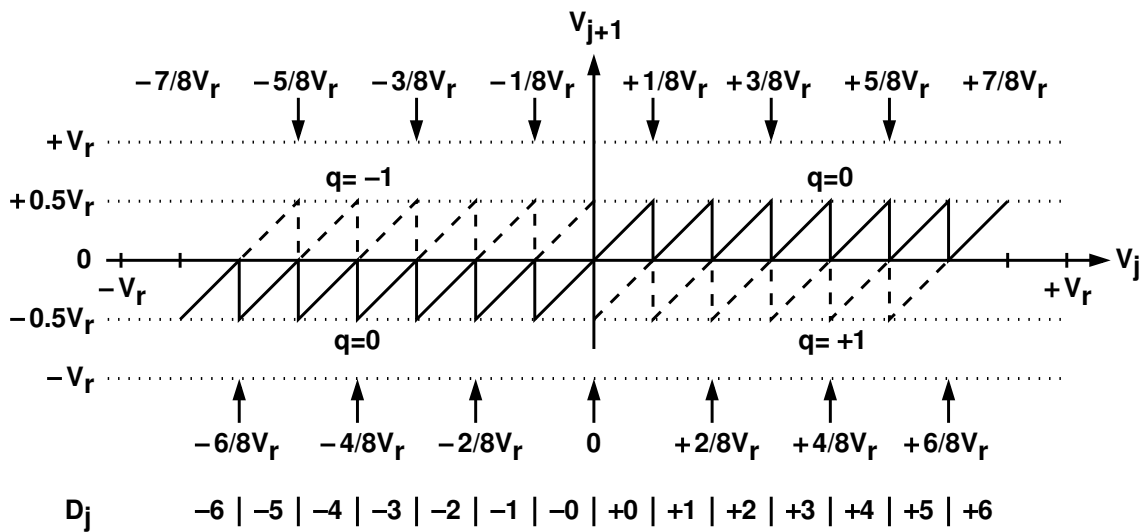 V_{j+1}
−7/8V_r −5/8V_r −3/8V_r −1/8V_r +1/8V_r +3/8V_r +5/8V_r +7/8V_r
+V_r
q= −1 q=0
+0.5V_r
0 V_j
−V_r +V_r
−0.5V_r
q=0 q= +1
−V_r
−6/8V_r −4/8V_r −2/8V_r 0 +2/8V_r +4/8V_r +6/8V_r
D_j −6 | −5 | −4 | −3 | −2 | −1 | −0 | +0 | +1 | +2 | +3 | +4 | +5 | +6